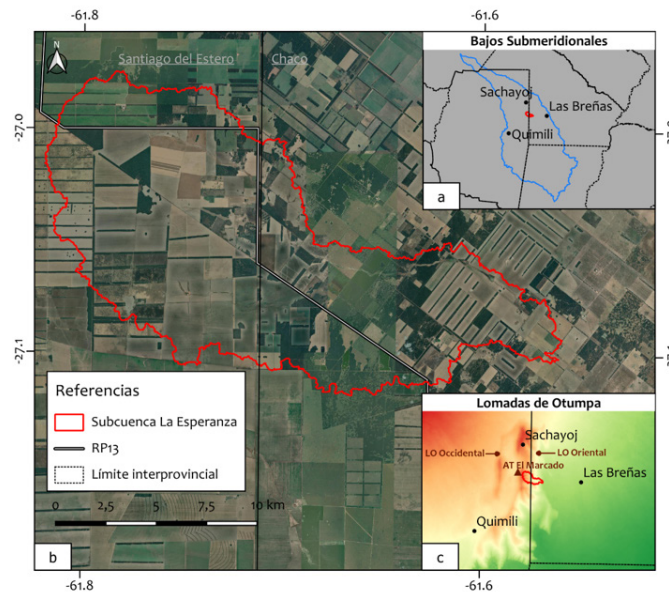 -61.8
-61.6
N
Santiago del Estero
Chaco
-27.0
-27.1
Bajos Submeridionales
Sachayoj
Las Breñas
Quimili
a
-27.1
Referencias
Subcuenca La Esperanza
RP13
Límite interprovincial
0 2,5 5 7,5 10 km
b
Lomadas de Otumpa
Sachayoj
LO Occidental
LO Oriental
AT El Marcado
Las Breñas
Quimili
c
-61.8
-61.6